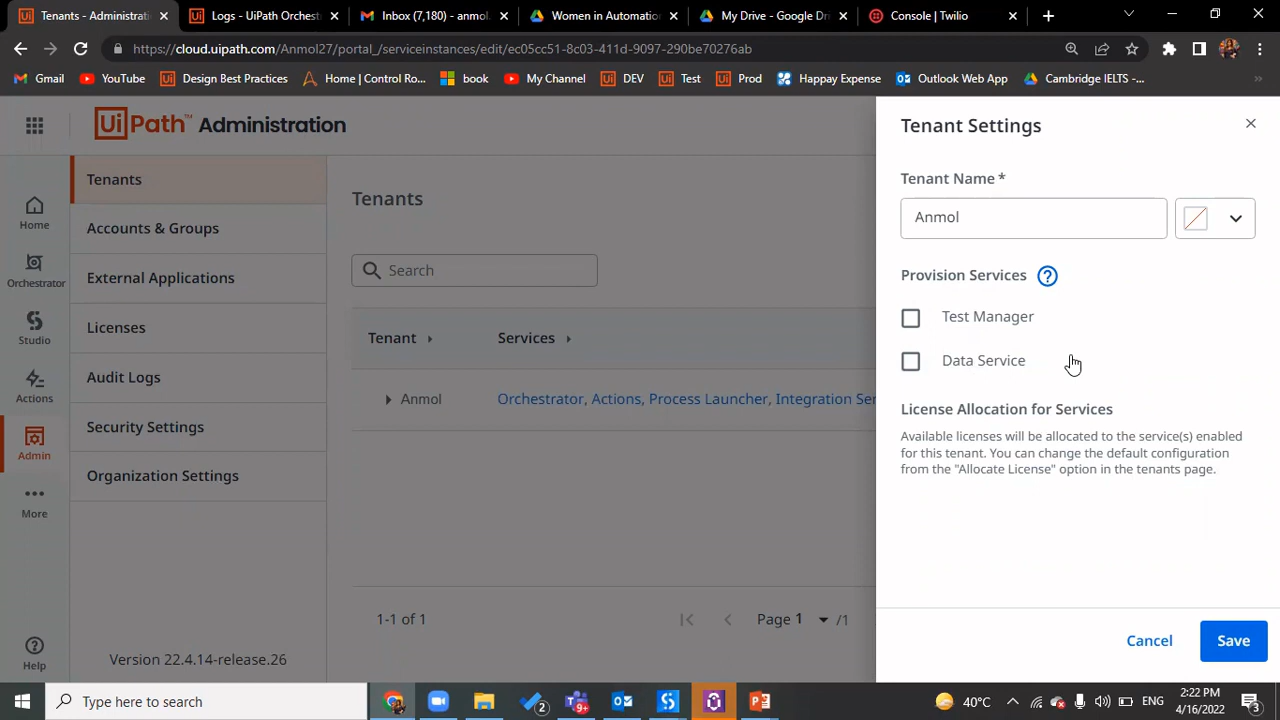 Tenants - Administrati
Logs - UiPath Orchest
Inbox (7,180) - anmol.
Women in Automation
My Drive - Google Dr
Console | Twilio
https://cloud.uipath.com/Anmol27/portal_/serviceinstances/edit/ec05cc51-8c03-411d-9097-290be70276ab
Gmail
YouTube
Design Best Practices
Home | Control Ro...
book
My Channel
DEV
Test
Prod
Happay Expense
Outlook Web App
Cambridge IELTS -...
UiPath™ Administration
Home
Orchestrator
Studio
Actions
Admin
More
Help
Tenants
Accounts & Groups
External Applications
Licenses
Audit Logs
Security Settings
Organization Settings
Version 22.4.14-release.26
Tenants
Search
Tenant
Services
Anmol
Orchestrator, Actions, Process Launcher, Integration Ser
1-1 of 1
Page 1
/1
Tenant Settings
Tenant Name *
Anmol
Provision Services
Test Manager
Data Service
License Allocation for Services
Available licenses will be allocated to the service(s) enabled
for this tenant. You can change the default configuration
from the "Allocate License" option in the tenants page.
Cancel
Save
Type here to search
2
9+
40°C
ENG
2:22 PM
4/16/2022
3